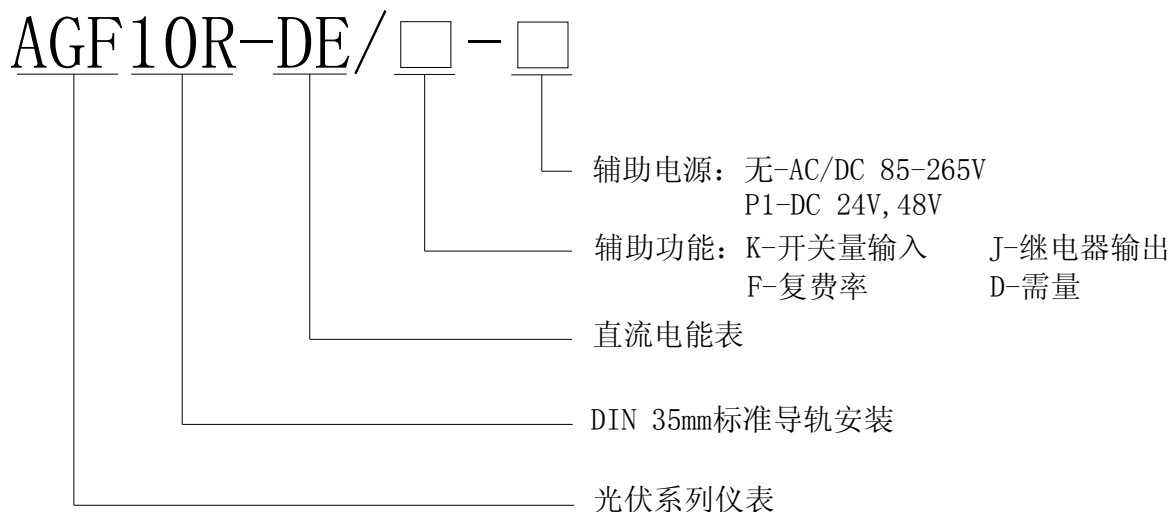 AGF10R-DE/□-□
辅助电源：无-AC/DC 85-265V
P1-DC 24V,48V
辅助功能：K-开关量输入 J-继电器输出
F-复费率 D-需量
直流电能表
DIN 35mm标准导轨安装
光伏系列仪表